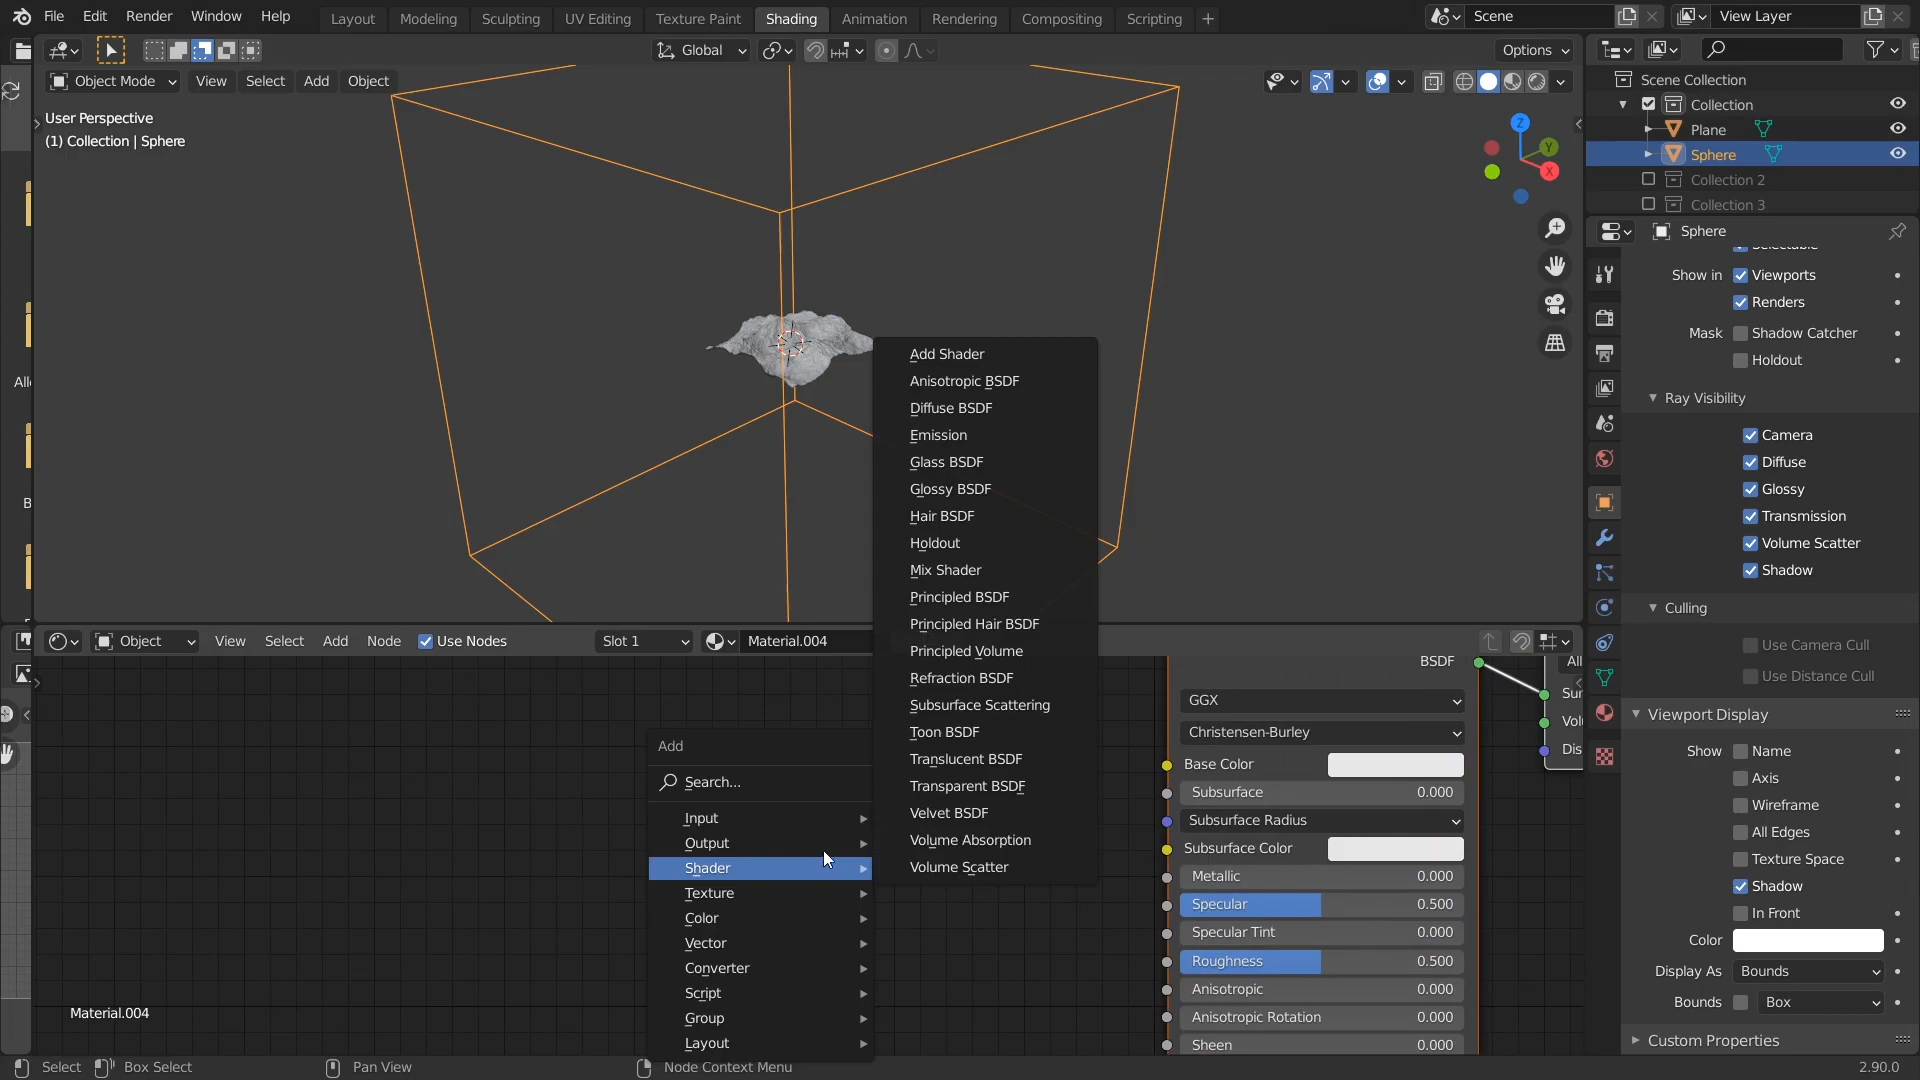 File Edit Render Window Help Layout Modeling Sculpting UV Editing Texture Paint Shading Animation Rendering Compositing Scripting + Scene View Layer
Global Options
Object Mode View Select Add Object
User Perspective
(1) Collection | Sphere
Z
Y
X
Scene Collection
Collection
Plane
Sphere
Collection 2
Collection 3
Sphere
Selectable
Show in Viewports
Renders
Mask Shadow Catcher
Holdout
Ray Visibility
Camera
Diffuse
Glossy
Transmission
Volume Scatter
Shadow
Culling
Use Camera Cull
Use Distance Cull
Viewport Display
Show Name
Axis
Wireframe
All Edges
Texture Space
Shadow
In Front
Color
Display As Bounds
Bounds Box
Custom Properties
All
B
Add Shader
Anisotropic BSDF
Diffuse BSDF
Emission
Glass BSDF
Glossy BSDF
Hair BSDF
Holdout
Mix Shader
Principled BSDF
Principled Hair BSDF
Principled Volume
Refraction BSDF
Subsurface Scattering
Toon BSDF
Translucent BSDF
Transparent BSDF
Velvet BSDF
Volume Absorption
Volume Scatter
Object View Select Add Node Use Nodes Slot 1 Material.004
Add
Search...
Input
Output
Shader
Texture
Color
Vector
Converter
Script
Group
Layout
BSDF
GGX
Christensen-Burley
Base Color
Subsurface 0.000
Subsurface Radius
Subsurface Color
Metallic 0.000
Specular 0.500
Specular Tint 0.000
Roughness 0.500
Anisotropic 0.000
Anisotropic Rotation 0.000
Sheen 0.000
All
Sur
Volu
Dis
Material.004
Select Box Select Pan View Node Context Menu 2.90.0